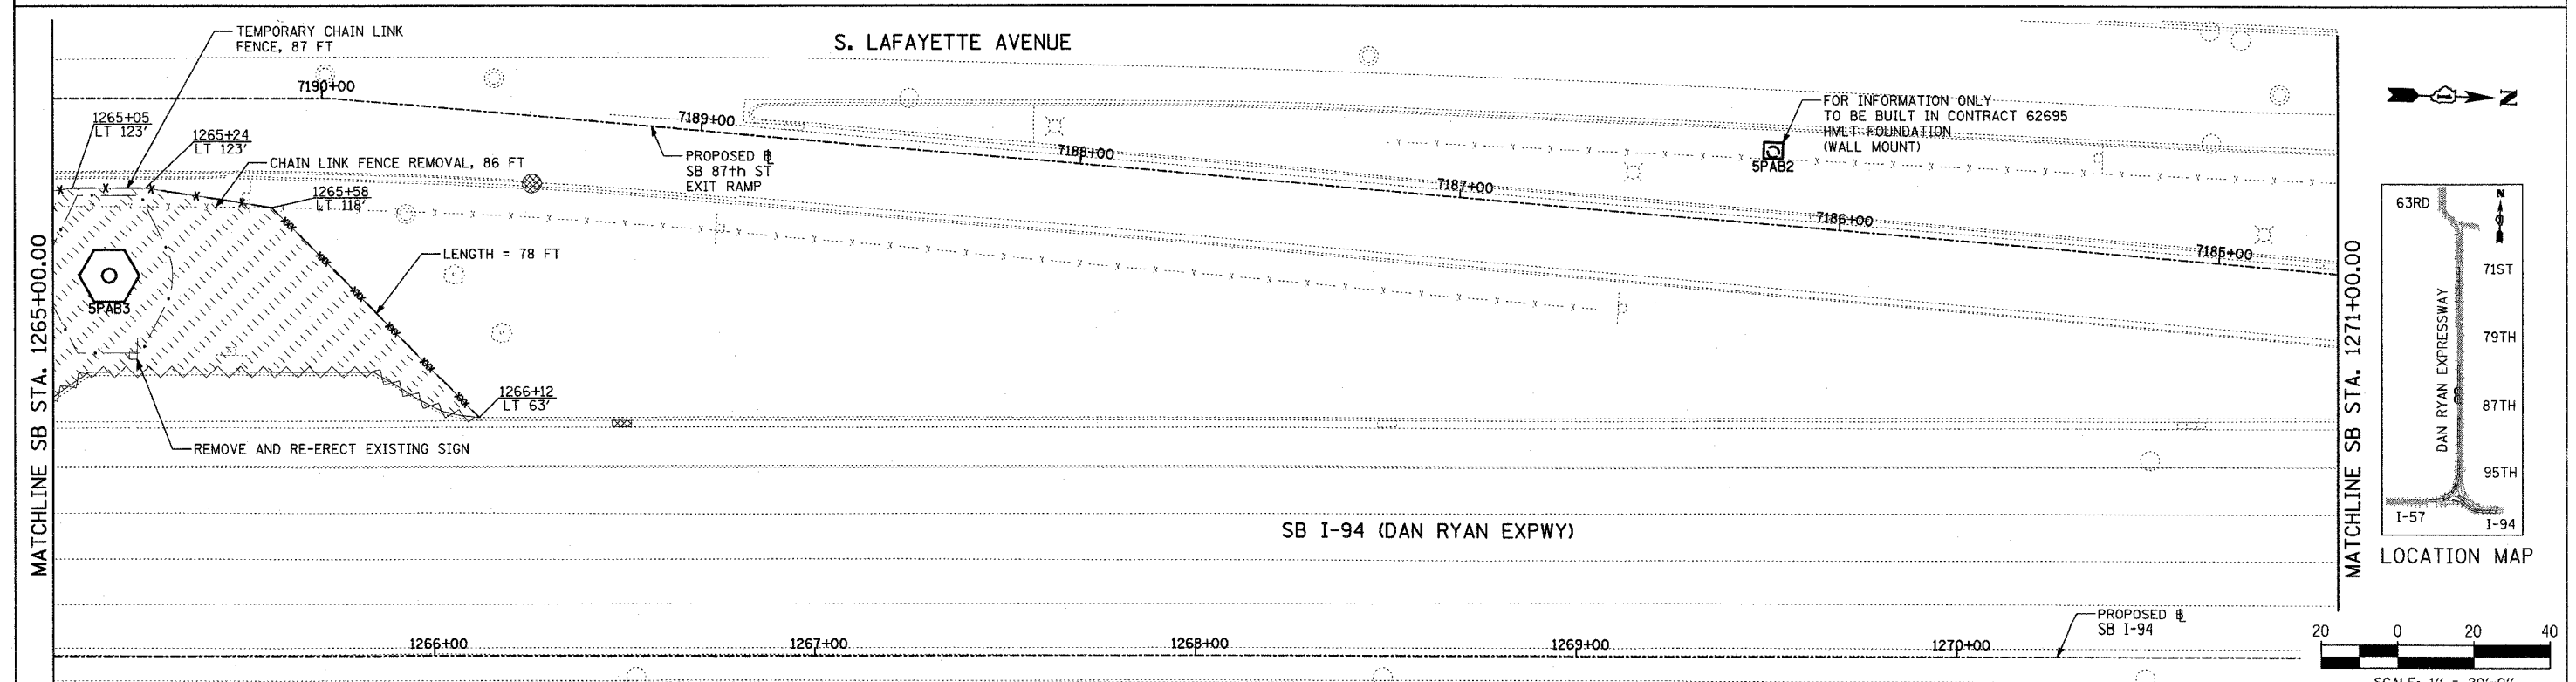 TEMPORARY CHAIN LINK
FENCE, 87 FT
S. LAFAYETTE AVENUE
7190+00
1265+05
LT 123'
1265+24
LT 123'
CHAIN LINK FENCE REMOVAL, 86 FT
1265+58
LT 118'
7189+00
PROPOSED B
SB 87th ST
EXIT RAMP
7188+00
7187+00
7186+00
7185+00
FOR INFORMATION ONLY
TO BE BUILT IN CONTRACT 62695
HMLT FOUNDATION
(WALL MOUNT)
5PAB2
LENGTH = 78 FT
5PAB3
1266+12
LT 63'
REMOVE AND RE-ERECT EXISTING SIGN
MATCHLINE SB STA. 1265+00.00
MATCHLINE SB STA. 1271+00.00
SB I-94 (DAN RYAN EXPWY)
1266+00
1267+00
1268+00
1269+00
1270+00
PROPOSED B
SB I-94
N
63RD
N
71ST
79TH
87TH
95TH
DAN RYAN EXPRESSWAY
I-57
I-94
LOCATION MAP
20
0
20
40